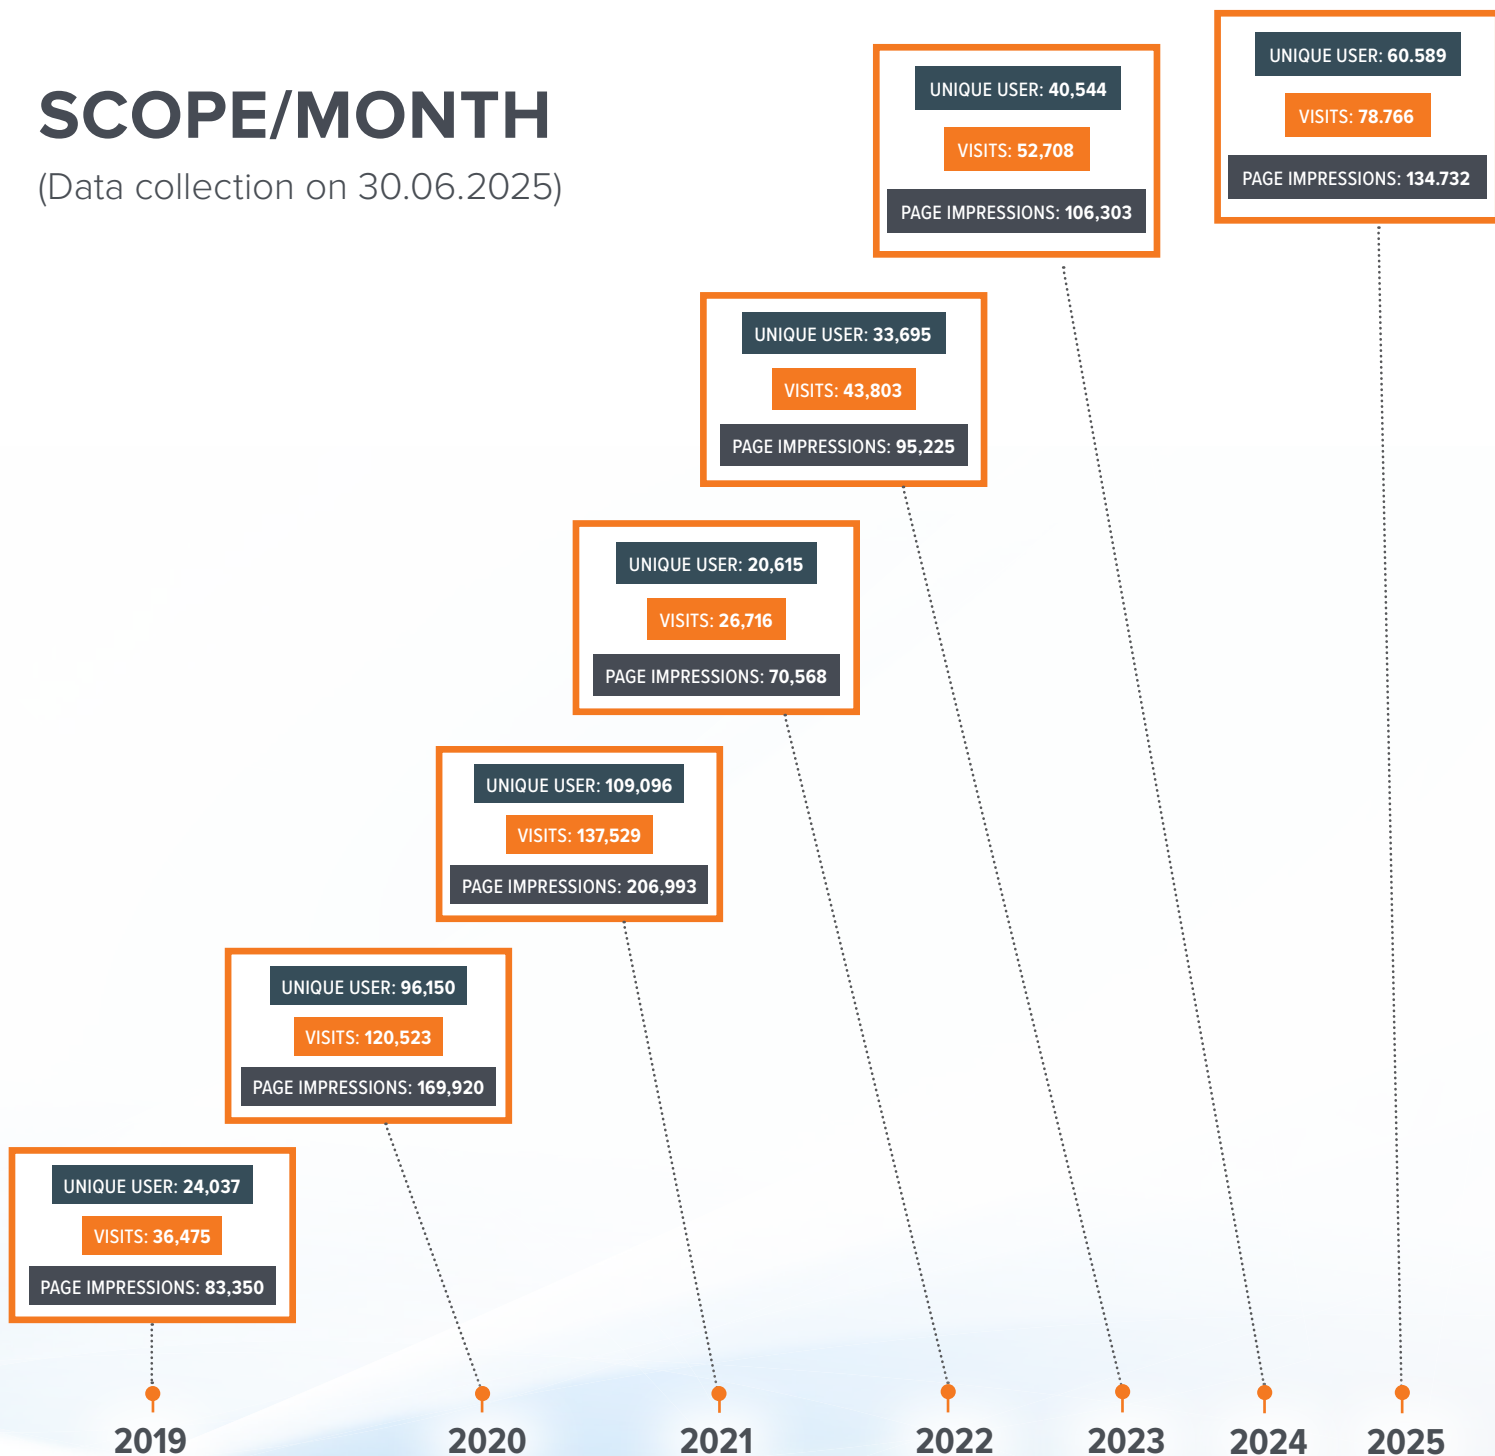 SCOPE/MONTH
(Data collection on 30.06.2025)
UNIQUE USER: 60.589
VISITS: 78.766
PAGE IMPRESSIONS: 134.732
UNIQUE USER: 40,544
VISITS: 52,708
PAGE IMPRESSIONS: 106,303
UNIQUE USER: 33,695
VISITS: 43,803
PAGE IMPRESSIONS: 95,225
UNIQUE USER: 20,615
VISITS: 26,716
PAGE IMPRESSIONS: 70,568
UNIQUE USER: 109,096
VISITS: 137,529
PAGE IMPRESSIONS: 206,993
UNIQUE USER: 96,150
VISITS: 120,523
PAGE IMPRESSIONS: 169,920
UNIQUE USER: 24,037
VISITS: 36,475
PAGE IMPRESSIONS: 83,350
2019 2020 2021 2022 2023 2024 2025